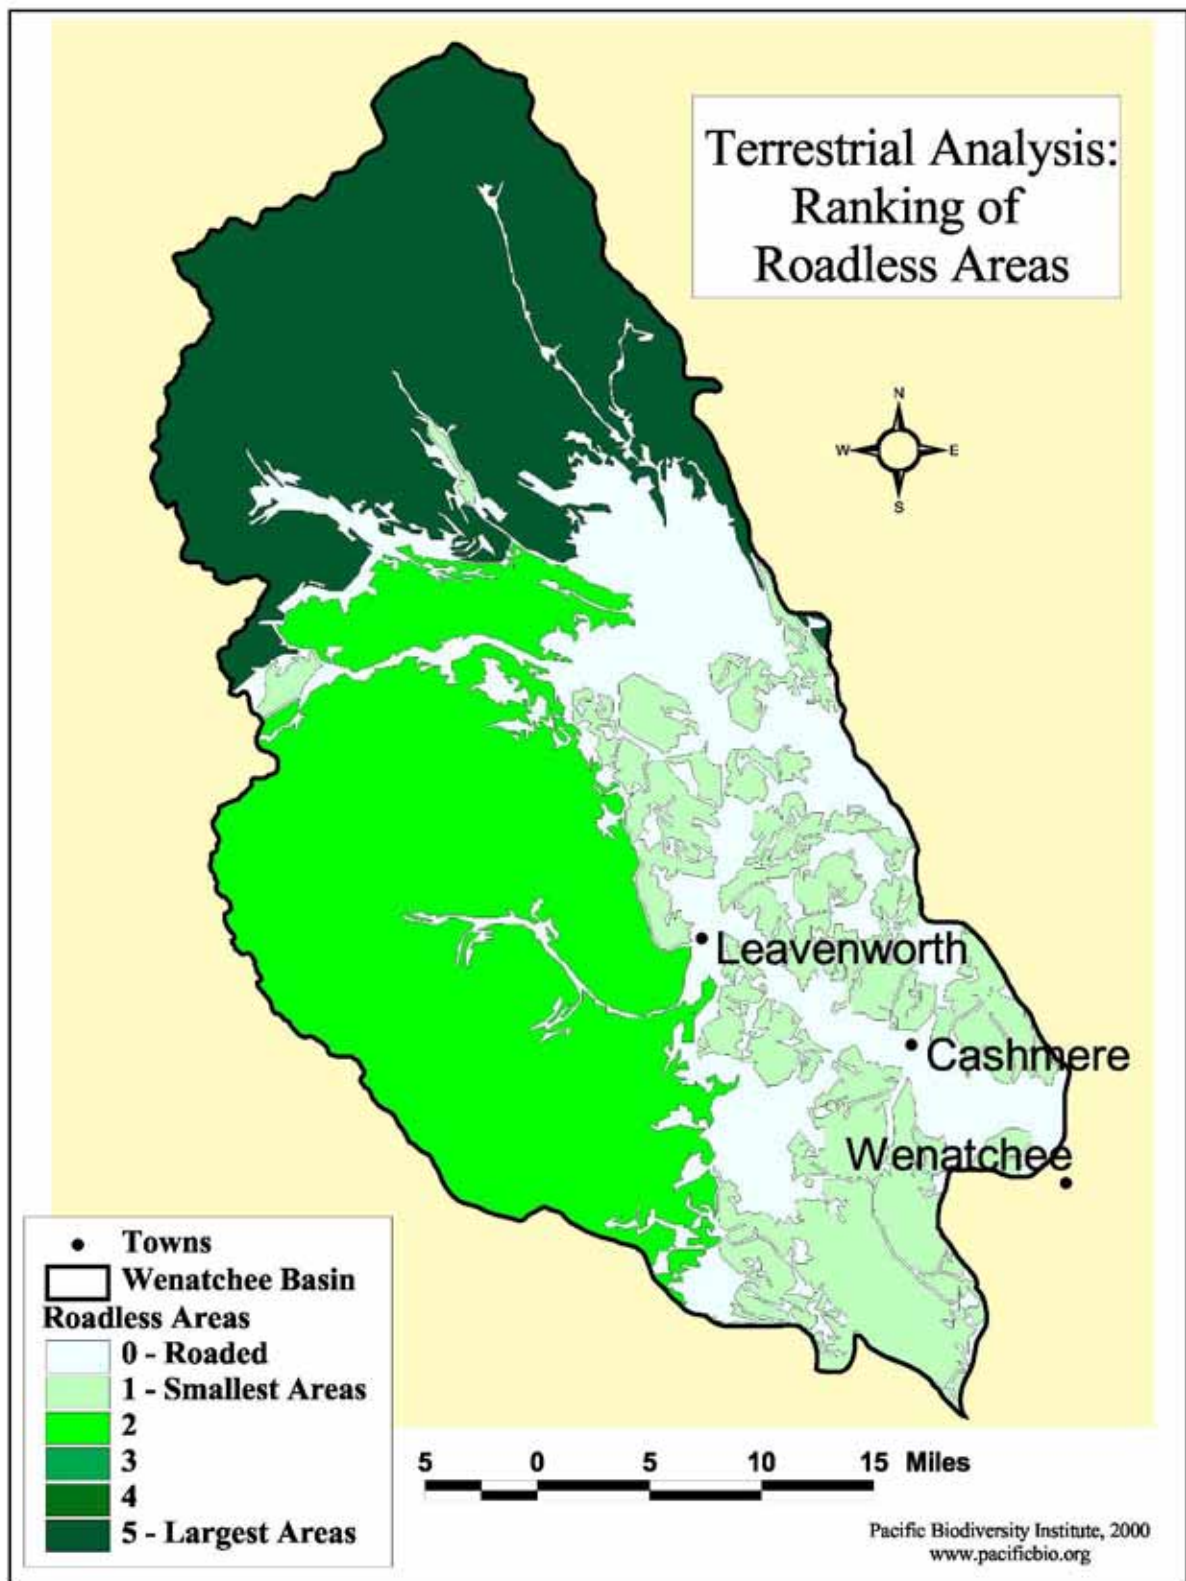 Terrestrial Analysis:
Ranking of
Roadless Areas
N
W E
S
Leavenworth
Cashmere
Wenatchee
Towns
Wenatchee Basin
Roadless Areas
0 - Roaded
1 - Smallest Areas
2
3
4
5 - Largest Areas
5 0 5 10 15 Miles
Pacific Biodiversity Institute, 2000
www.pacificbio.org